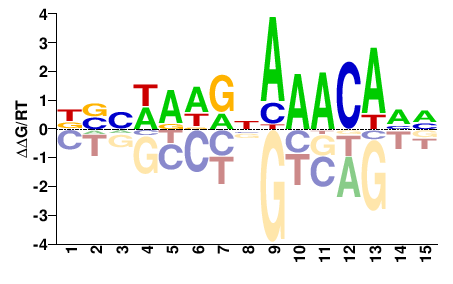 4
3
2
1
0
-1
-2
-3
-4
ΔΔG/RT
T G C T A A G T A A A C A A A
G C A T A C T T C
C T G G C C C G C G T C T T
T C A G
1 2 3 4 5 6 7 8 9 10 11 12 13 14 15